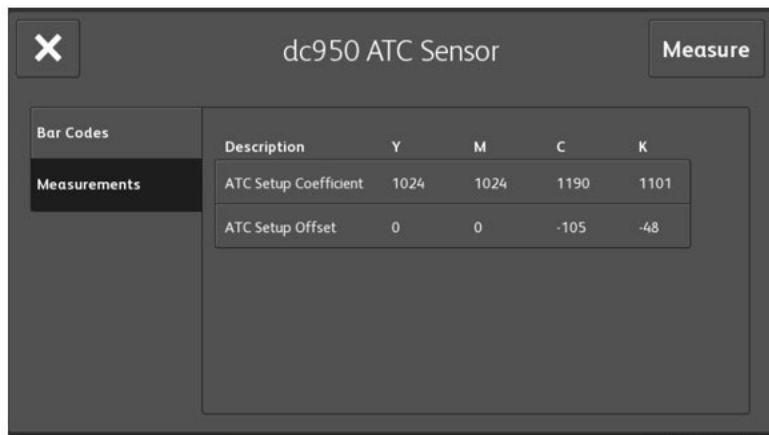 dc950 ATC Sensor Measure
Bar Codes
Measurements
Description Y M C K
ATC Setup Coefficient 1024 1024 1190 1101
ATC Setup Offset 0 0 -105 -48